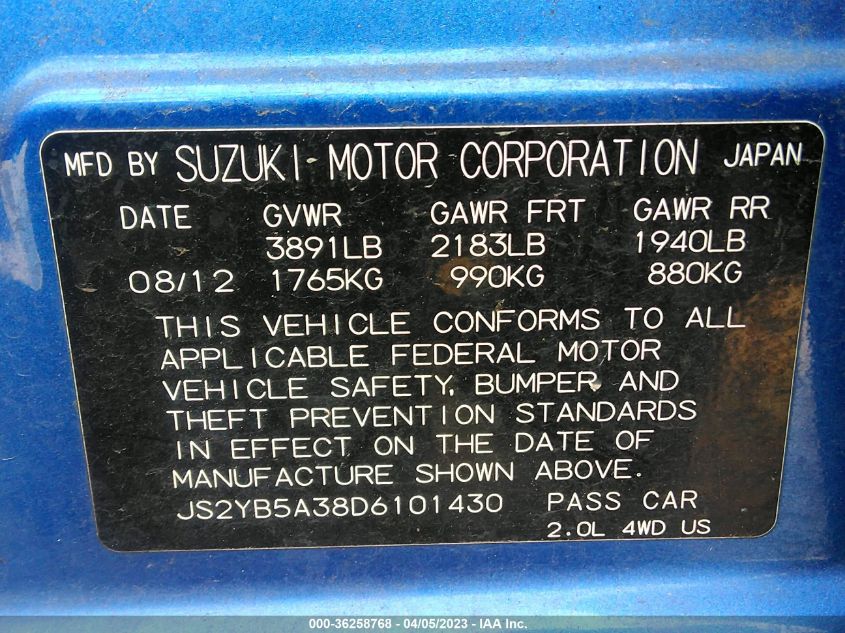 MFD BY SUZUKI MOTOR CORPORATION JAPAN
DATE GVWR GAWR FRT GAWR RR
3891LB 2183LB 1940LB
08/12 1765KG 990KG 880KG
THIS VEHICLE CONFORMS TO ALL
APPLICABLE FEDERAL MOTOR
VEHICLE SAFETY, BUMPER AND
THEFT PREVENTION STANDARDS
IN EFFECT ON THE DATE OF
MANUFACTURE SHOWN ABOVE.
JS2YB5A38D6101430 PASS CAR
2.0L 4WD US
000-36258768 - 04/05/2023 - IAA Inc.